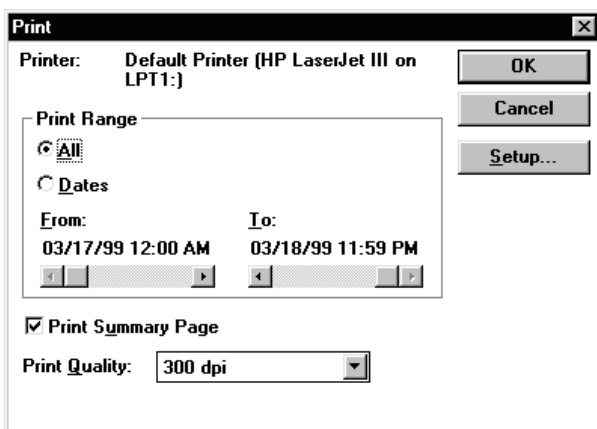 Print
Printer: Default Printer (HP LaserJet III on
LPT1:)
OK
Cancel
Setup...
Print Range
All
Dates
From: To:
03/17/99 12:00 AM 03/18/99 11:59 PM
Print Summary Page
Print Quality: 300 dpi